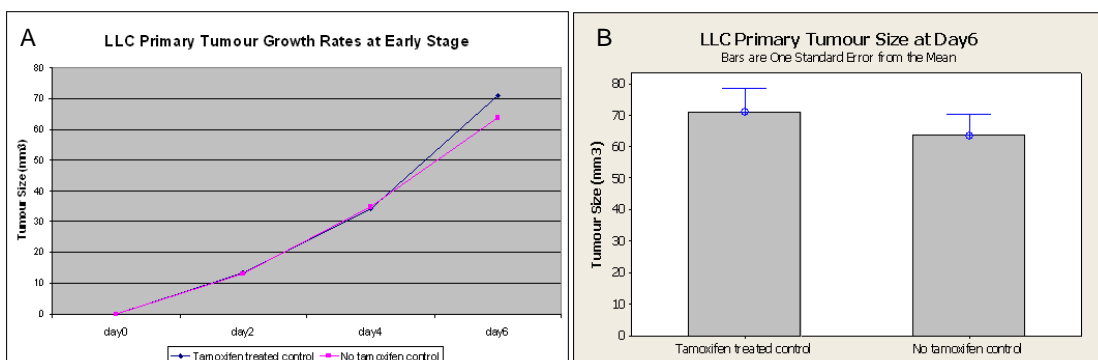 A
LLC Primary Tumour Growth Rates at Early Stage
80
70
60
50
40
30
20
10
0
Tumour Size (mm3)
day0 day2 day4 day6
Tamoxifen treated control No tamoxifen control
B
LLC Primary Tumour Size at Day6
Bars are One Standard Error from the Mean
80
70
60
50
40
30
20
10
0
Tumour Size (mm3)
Tamoxifen treated control No tamoxifen control